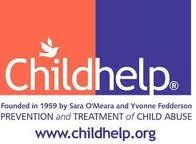 Childhelp®
Founded in 1959 by Sara O'Meara and Yvonne Fedderson
PREVENTION and TREATMENT of CHILD ABUSE
www.childhelp.org